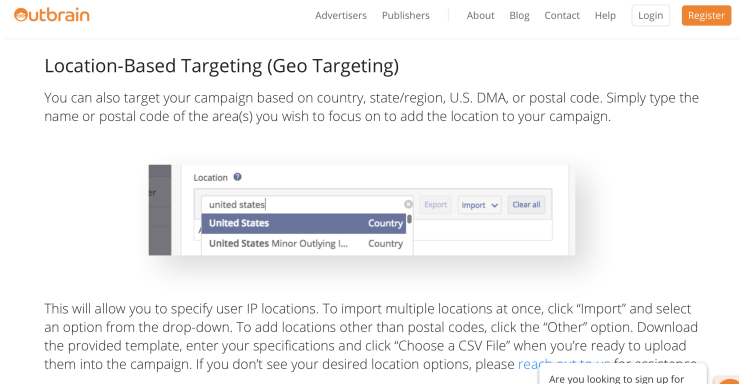 Outbrain
Advertisers Publishers About Blog Contact Help Login Register
Location-Based Targeting (Geo Targeting)
You can also target your campaign based on country, state/region, U.S. DMA, or postal code. Simply type the
name or postal code of the area(s) you wish to focus on to add the location to your campaign.
Location ?
united states Export Import Clear all
United States Country
United States Minor Outlying I... Country
This will allow you to specify user IP locations. To import multiple locations at once, click “Import” and select
an option from the drop-down. To add locations other than postal codes, click the “Other” option. Download
the provided template, enter your specifications and click “Choose a CSV File” when you’re ready to upload
them into the campaign. If you don’t see your desired location options, please reach out to us for assistance
Are you looking to sign up for